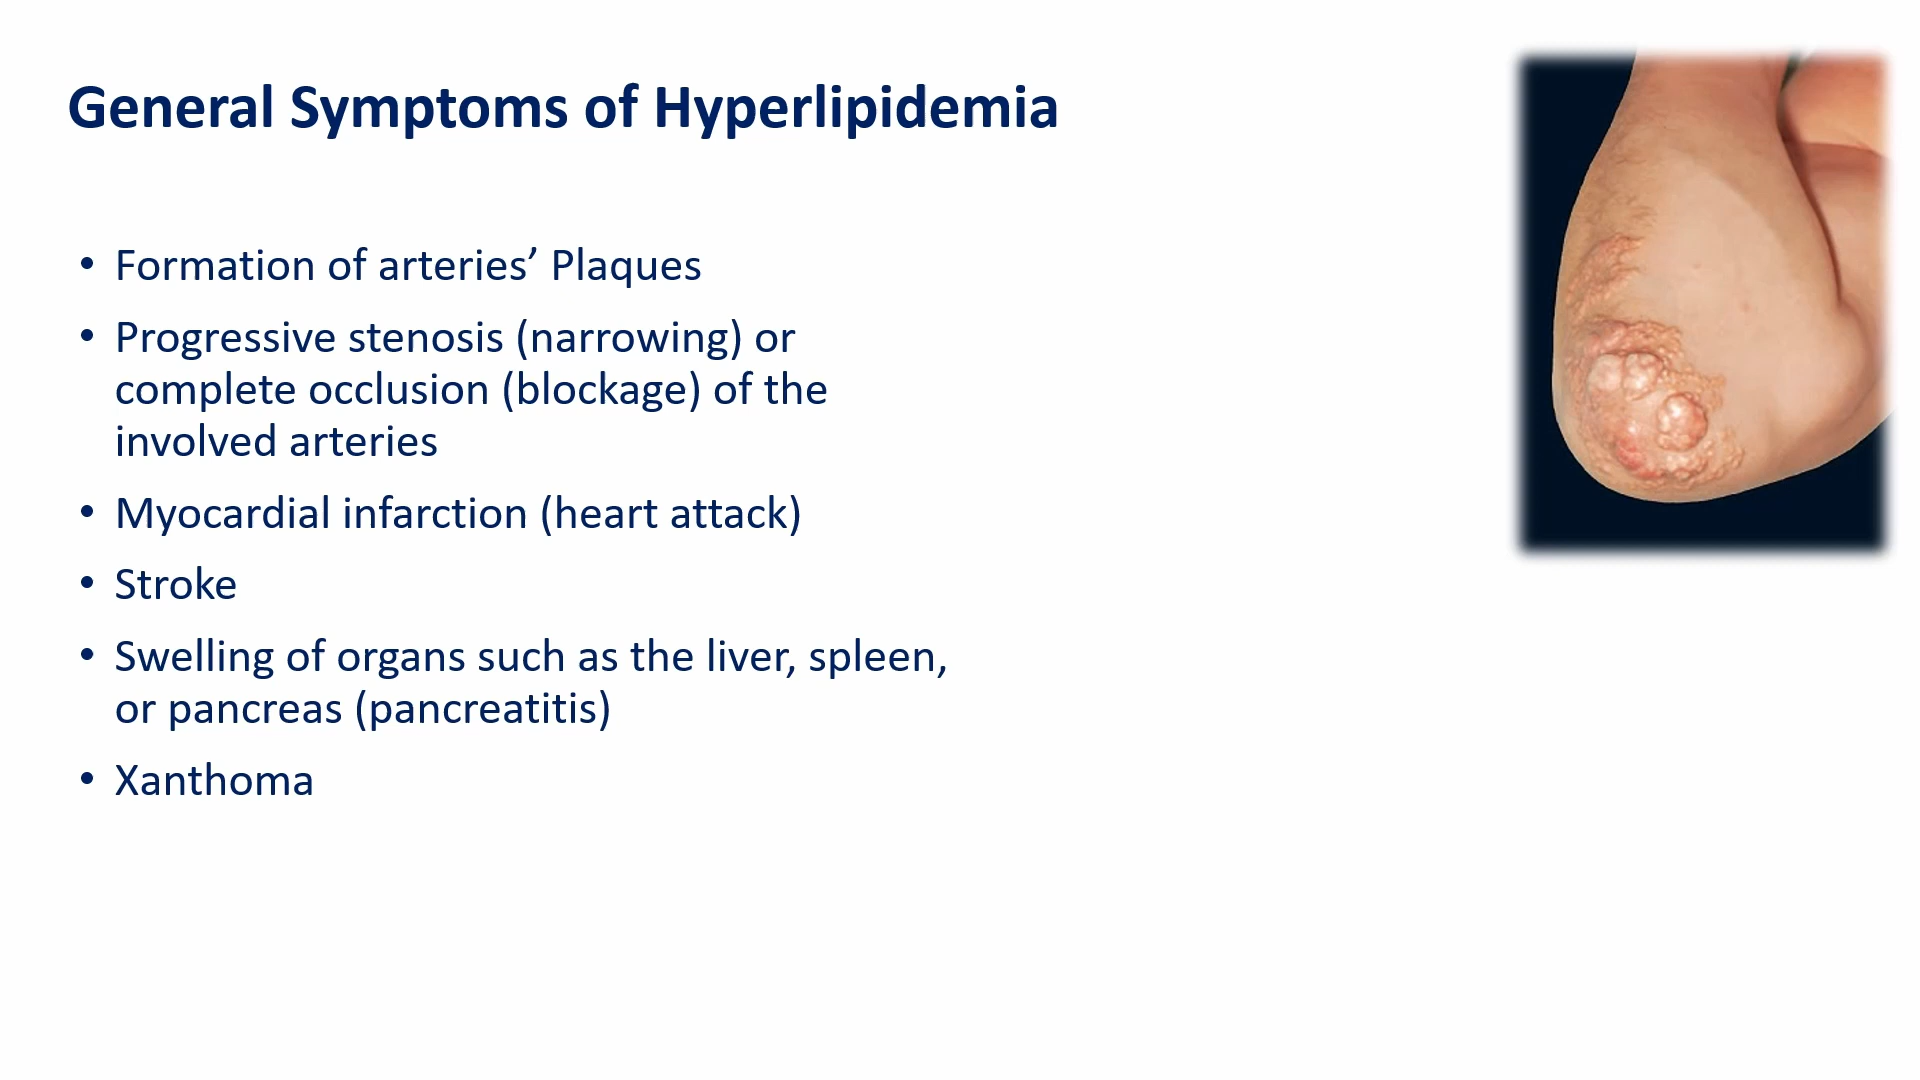 General Symptoms of Hyperlipidemia
• Formation of arteries’ Plaques
• Progressive stenosis (narrowing) or
complete occlusion (blockage) of the
involved arteries
• Myocardial infarction (heart attack)
• Stroke
• Swelling of organs such as the liver, spleen,
or pancreas (pancreatitis)
• Xanthoma